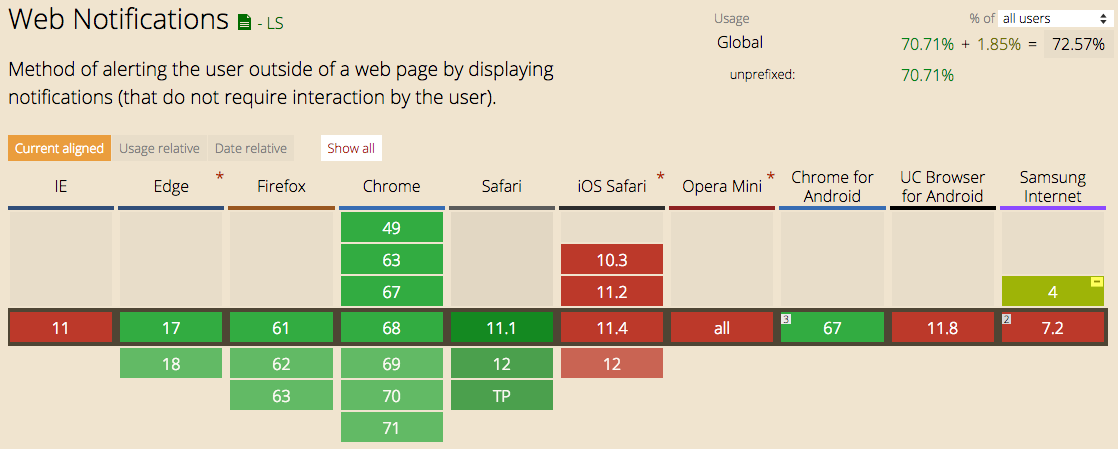 Web Notifications - LS
Usage % of all users
Global 70.71% + 1.85% = 72.57%
unprefixed: 70.71%
Method of alerting the user outside of a web page by displaying
notifications (that do not require interaction by the user).
Current aligned Usage relative Date relative Show all
IE Edge * Firefox Chrome Safari iOS Safari * Opera Mini * Chrome for Android UC Browser for Android Samsung Internet
49
63 10.3
67 11.2 4 -
11 17 61 68 11.1 11.4 all 3 67 11.8 2 7.2
18 62 69 12 12
63 70 TP
71